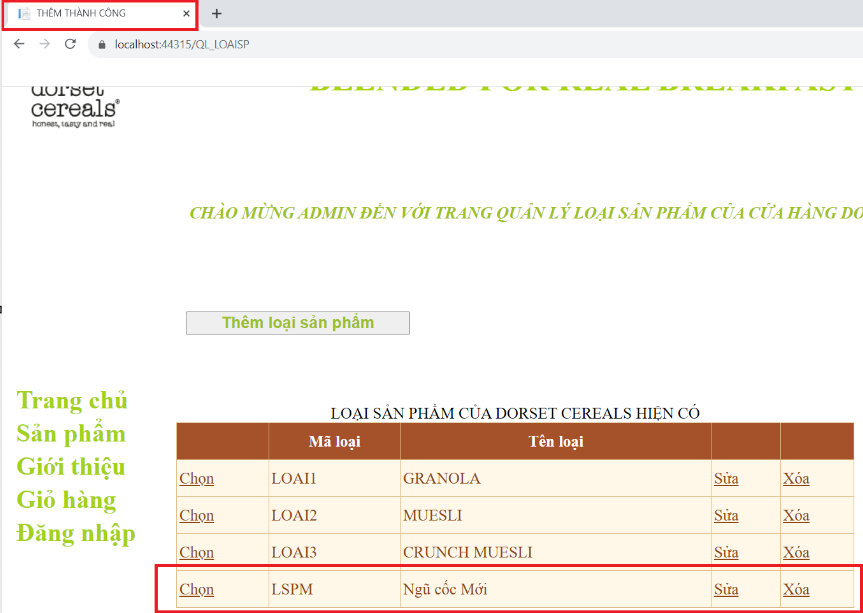 THÊM THÀNH CÔNG
localhost:44315/QL_LOAISP
dorset
cereals®
honest, tasty and real
BLENDED FOR REAL BREAKFAST
CHÀO MỪNG ADMIN ĐẾN VỚI TRANG QUẢN LÝ LOẠI SẢN PHẨM CỦA CỬA HÀNG DO
Thêm loại sản phẩm
Trang chủ
Sản phẩm
Giới thiệu
Giỏ hàng
Đăng nhập
LOẠI SẢN PHẨM CỦA DORSET CEREALS HIỆN CÓ
Mã loại Tên loại
Chọn LOAI1 GRANOLA Sửa Xóa
Chọn LOAI2 MUESLI Sửa Xóa
Chọn LOAI3 CRUNCH MUESLI Sửa Xóa
Chọn LSPM Ngũ cốc Mới Sửa Xóa